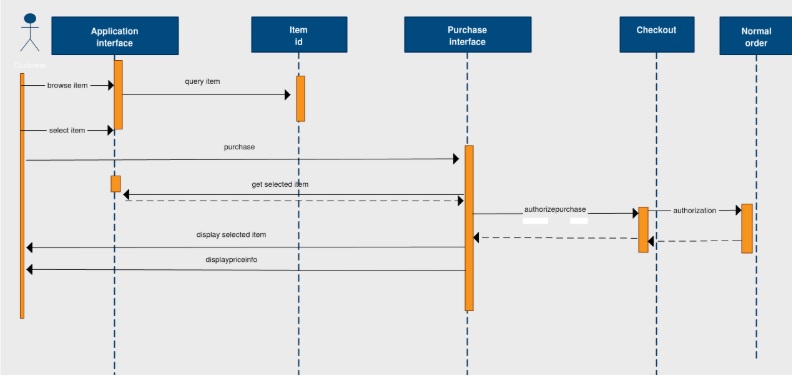 Application
interface
Item
id
Purchase
interface
Checkout
Normal
order
Customer
browse item
query item
select item
purchase
get selected item
authorizepurchase
authorization
display selected item
displaypriceinfo